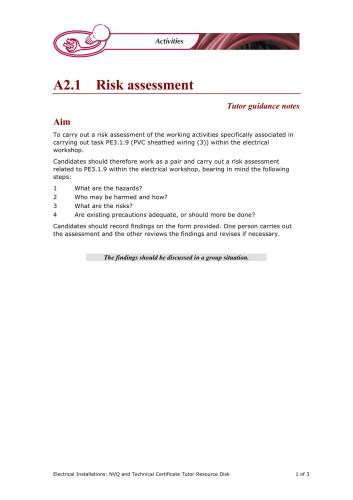 Activities
A2.1 Risk assessment
Tutor guidance notes
Aim
To carry out a risk assessment of the working activities specifically associated in
carrying out task PE3.1.9 (PVC sheathed wiring (3)) within the electrical
workshop.
Candidates should therefore work as a pair and carry out a risk assessment
related to PE3.1.9 within the electrical workshop, bearing in mind the following
steps:
1 What are the hazards?
2 Who may be harmed and how?
3 What are the risks?
4 Are existing precautions adequate, or should more be done?
Candidates should record findings on the form provided. One person carries out
the assessment and the other reviews the findings and revises if necessary.
The findings should be discussed in a group situation.
Electrical Installations: NVQ and Technical Certificate Tutor Resource Disk 1 of 3